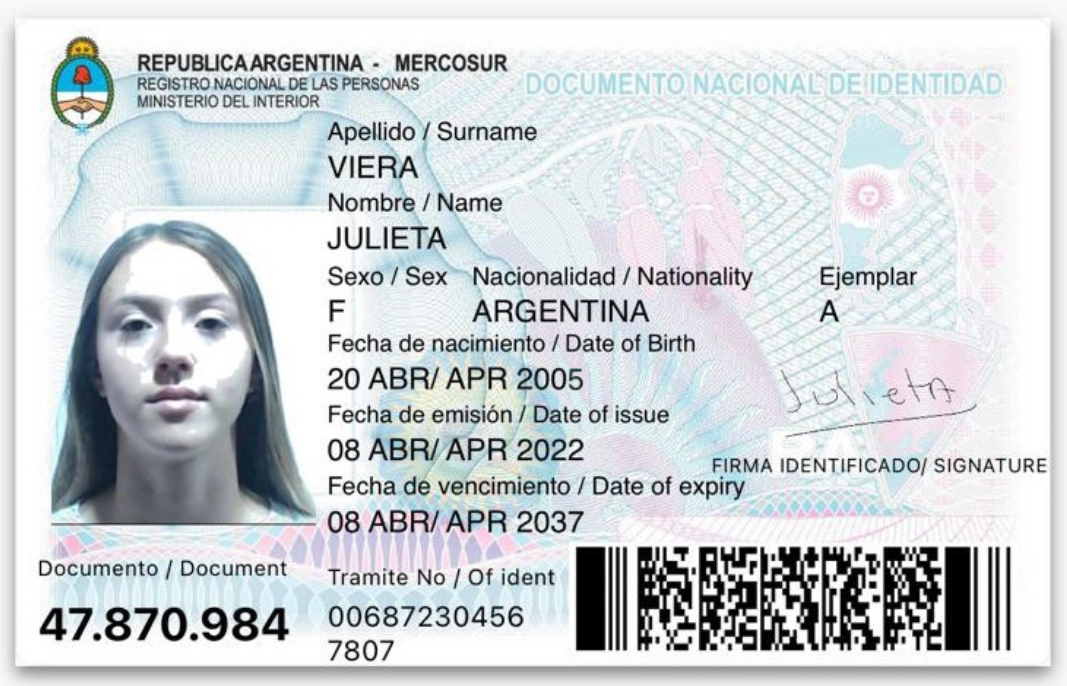 REPUBLICA ARGENTINA - MERCOSUR
REGISTRO NACIONAL DE LAS PERSONAS
MINISTERIO DEL INTERIOR
DOCUMENTO NACIONAL DE IDENTIDAD
Apellido / Surname
VIERA
Nombre / Name
JULIETA
Sexo / Sex Nacionalidad / Nationality Ejemplar
F ARGENTINA A
Fecha de nacimiento / Date of Birth
20 ABR/ APR 2005
Fecha de emisión / Date of issue
08 ABR/ APR 2022
Fecha de vencimiento / Date of expiry
08 ABR/ APR 2037
Julieta
FIRMA IDENTIFICADO/ SIGNATURE
Documento / Document
47.870.984
Tramite No / Of ident
00687230456
7807